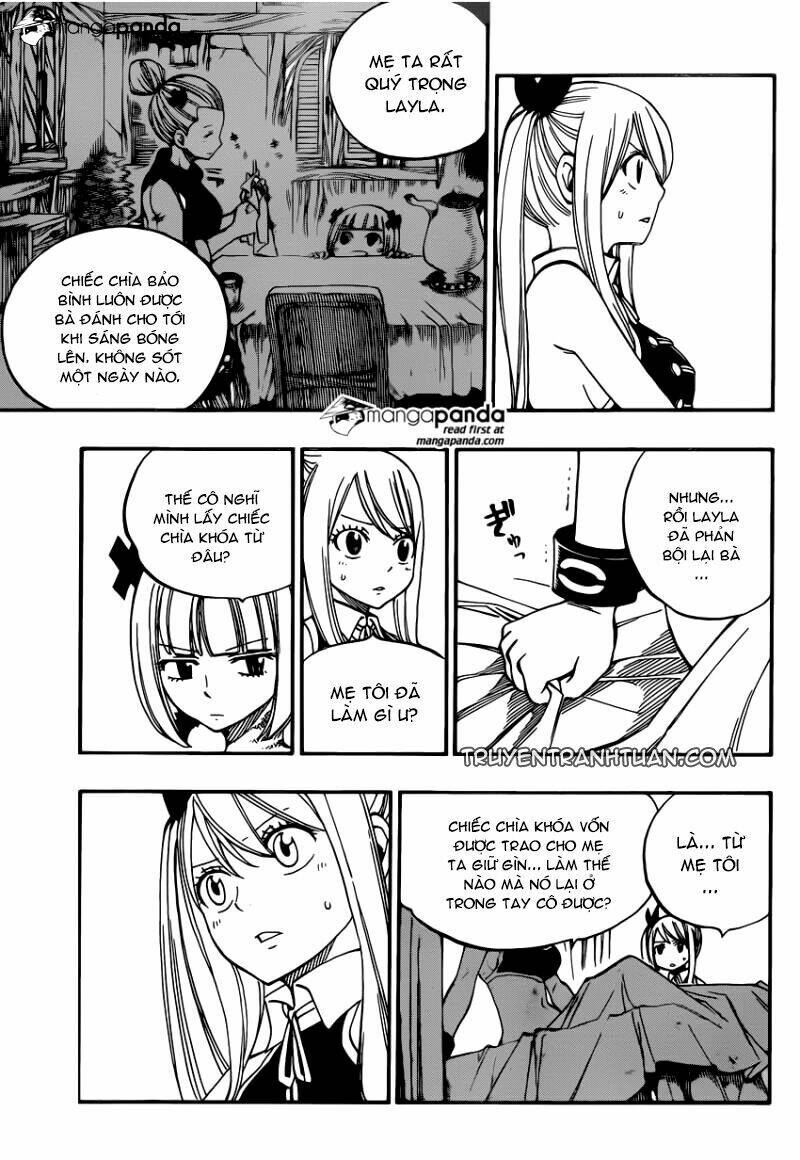 mangapanda
MẸ TA RẤT
QUÝ TRỌNG
LAYLA.
CHIẾC CHÌA BẢO
BÌNH LUÔN ĐƯỢC
BÀ ĐÁNH CHO TỚI
KHI SÁNG BÓNG
LÊN, KHÔNG SÓT
MỘT NGÀY NÀO.
mangapanda
read first at
mangapanda.com
NHƯNG...
RỒI LAYLA
ĐÃ PHẢN
BỘI LẠI BÀ
...
ぎゅっ
MẸ TÔI ĐÃ
LÀM GÌ Ư?
THẾ CÔ NGHĨ
MÌNH LẤY CHIẾC
CHÌA KHÓA TỪ
ĐÂU?
TRUYENTRANHTUAN.COM
LÀ... TỪ
MẸ TÔI
...
CHIẾC CHÌA KHÓA VỐN
ĐƯỢC TRAO CHO MẸ
TA GIỮ GÌN... LÀM THẾ
NÀO MÀ NÓ LẠI Ở
TRONG TAY CÔ ĐƯỢC?